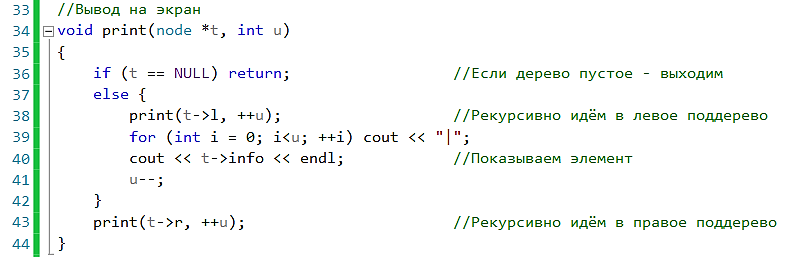 33 //Вывод на экран
34 void print(node *t, int u)
35 {
36     if (t == NULL) return;                  //Если дерево пустое - выходим
37     else {
38         print(t->l, ++u);                   //Рекурсивно идём в левое поддерево
39         for (int i = 0; i<u; ++i) cout << "|";
40         cout << t->info << endl;            //Показываем элемент
41         u--;
42     }
43     print(t->r, ++u);                       //Рекурсивно идём в правое поддерево
44 }